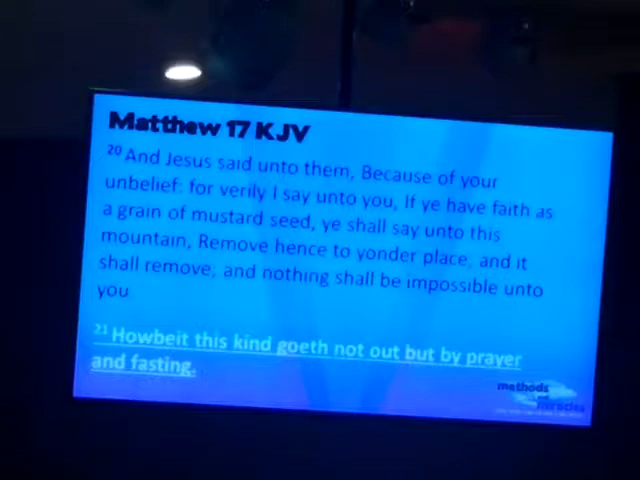 Matthew 17 KJV
20 And Jesus said unto them, Because of your
unbelief: for verily I say unto you, If ye have faith as
a grain of mustard seed, ye shall say unto this
mountain, Remove hence to yonder place; and it
shall remove; and nothing shall be impossible unto
you
21 Howbeit this kind goeth not out but by prayer
and fasting.
methods
miracles